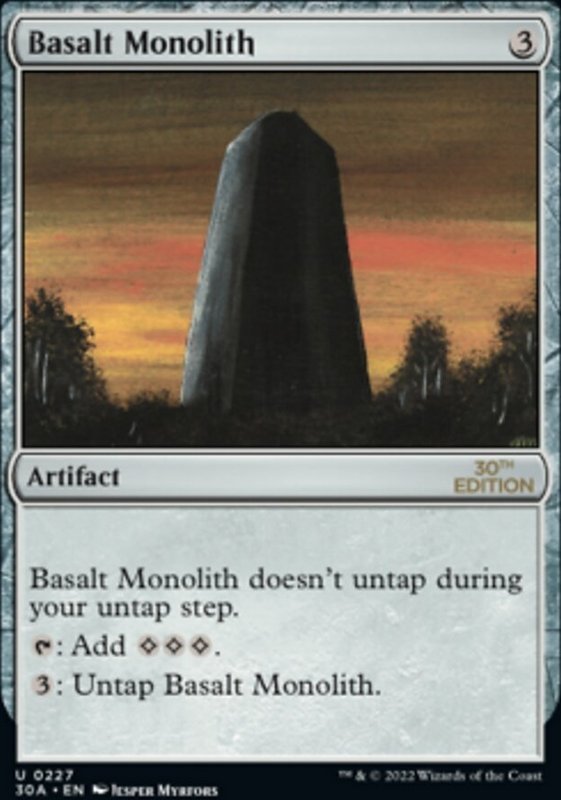 Basalt Monolith 3
Artifact
30TH
EDITION
Basalt Monolith doesn't untap during
your untap step.
: Add .
3: Untap Basalt Monolith.
U 0227
30A • EN Jesper Myrfors
™ & © 2022 Wizards of the Coast